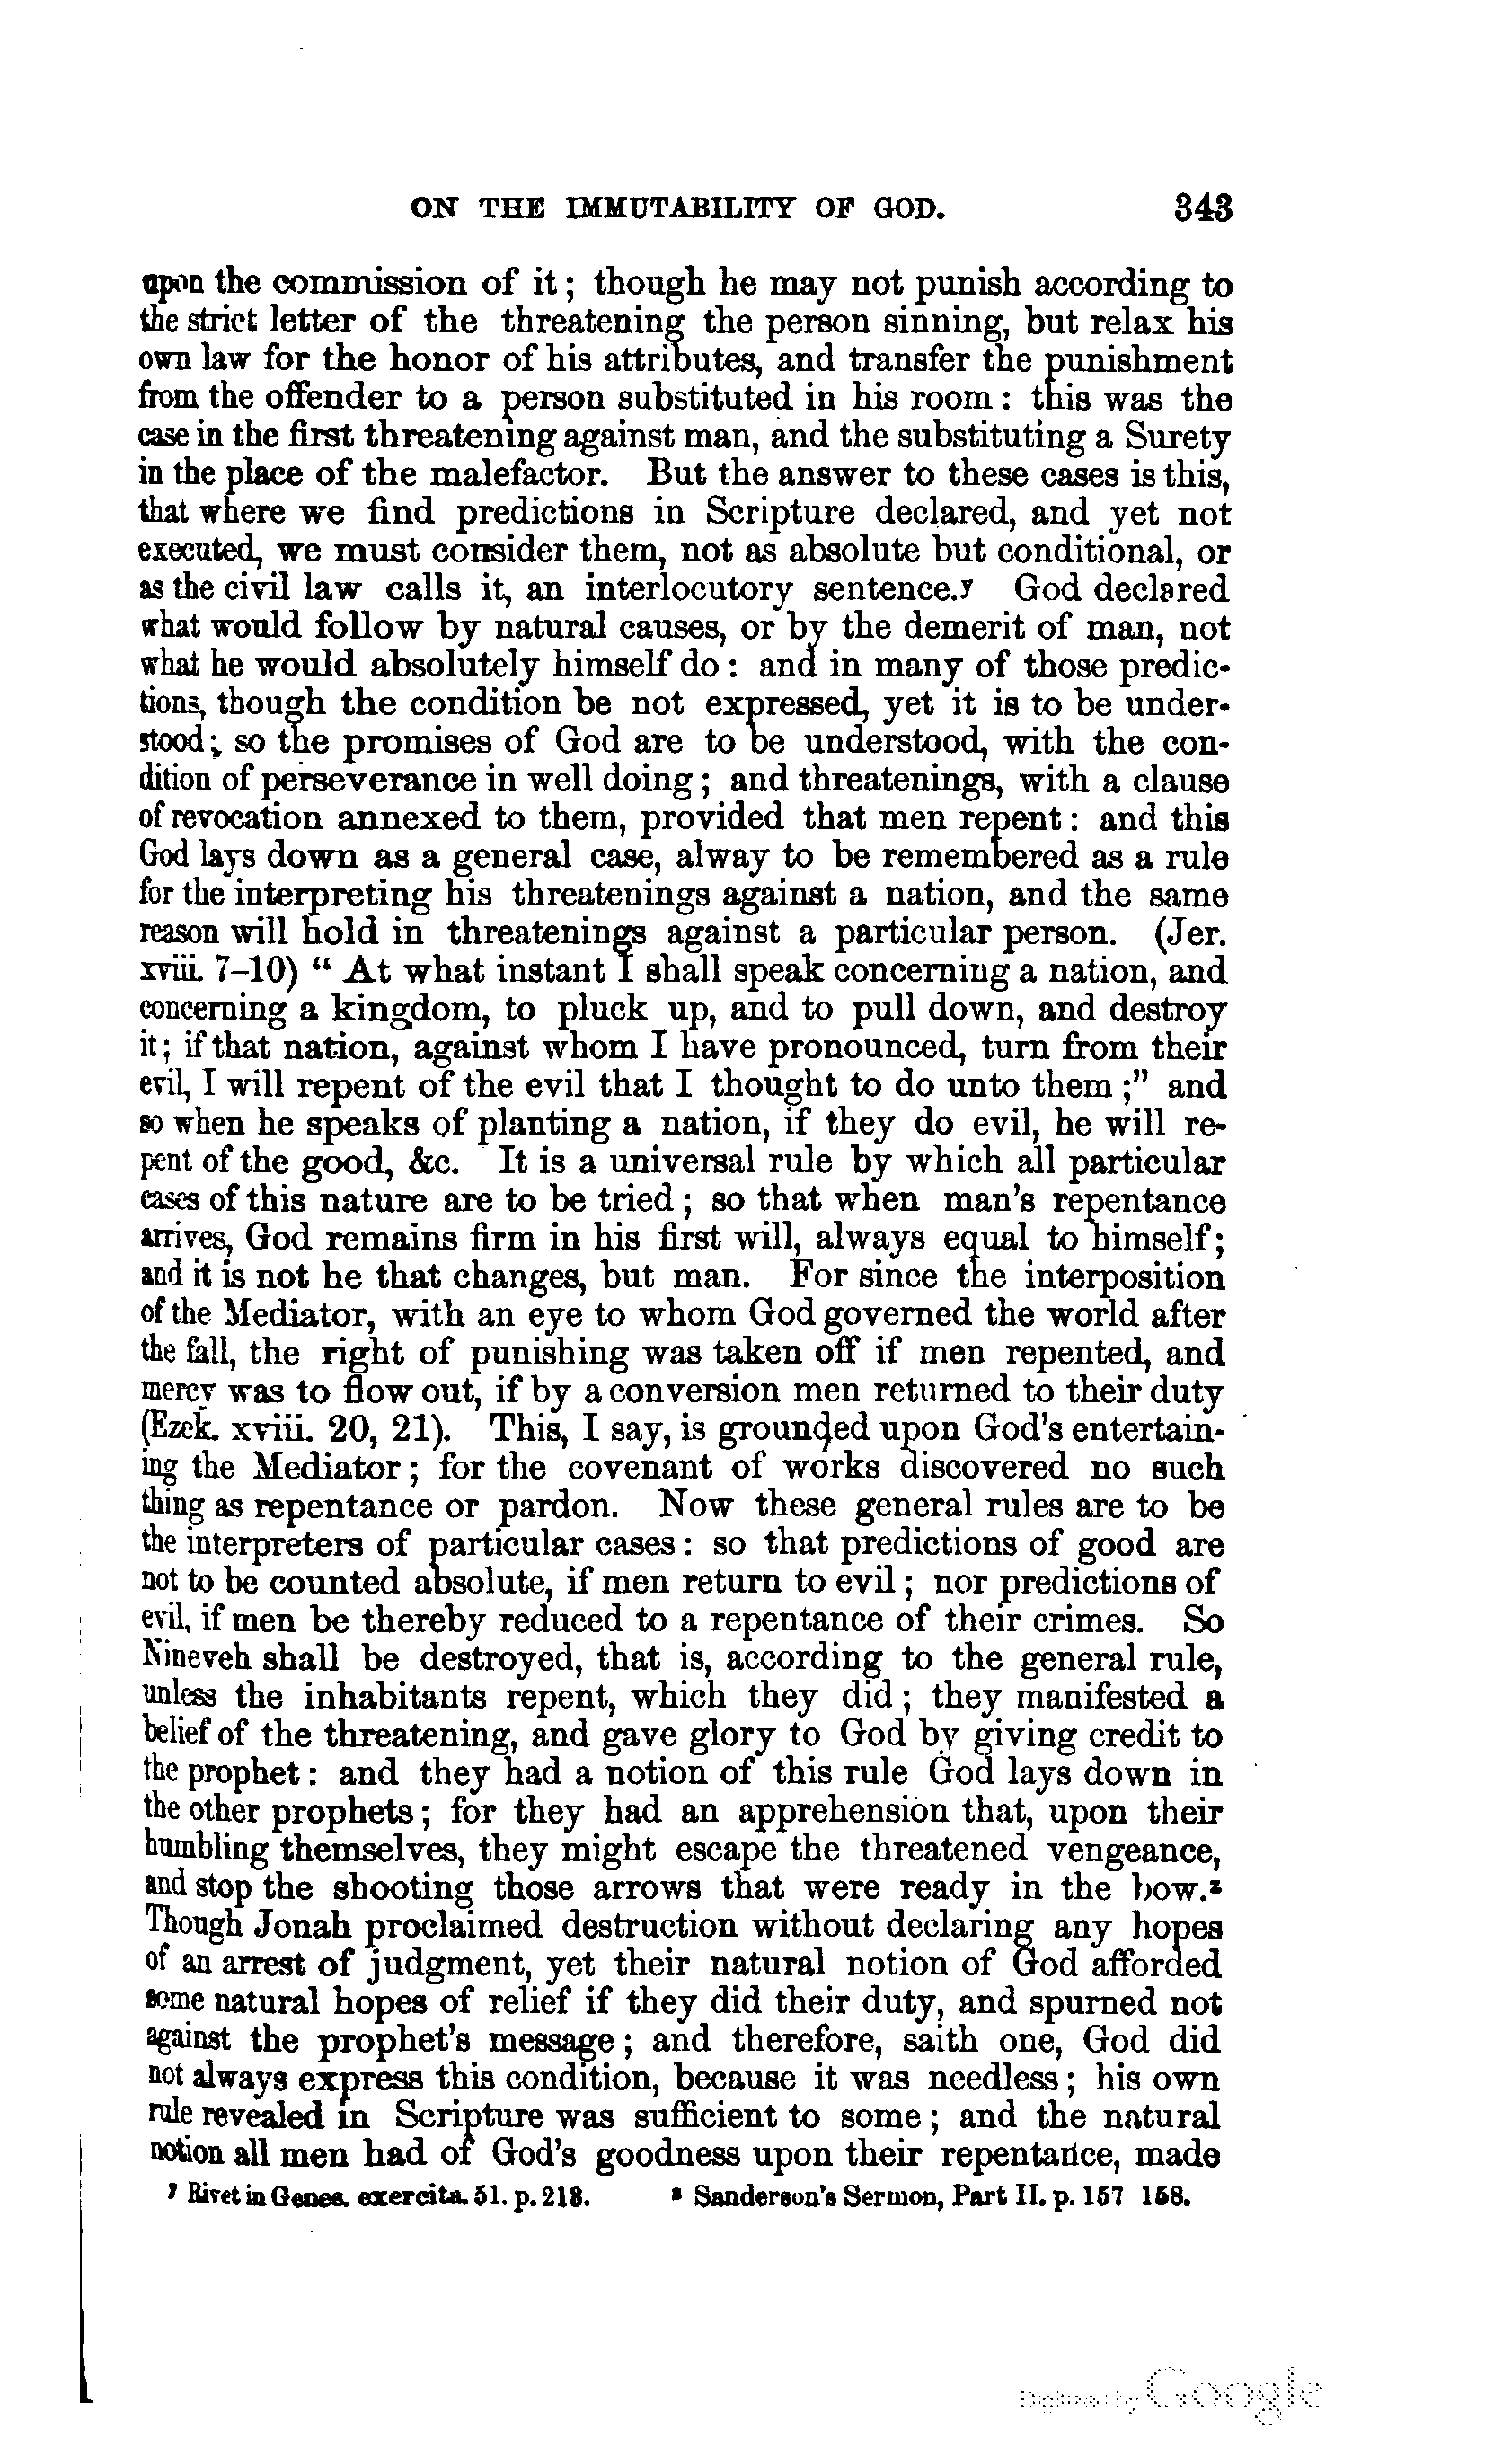 ON THE IMMUTABILITY OF GOD. 343
upon the commission of it; though he may not punish according to
the strict letter of the threatening the person sinning, but relax his
own law for the honor of his attributes, and transfer the punishment
from the offender to a person substituted in his room: this was the
case in the first threatening against man, and the substituting a Surety
in the place of the malefactor. But the answer to these cases is this,
that where we find predictions in Scripture declared, and yet not
executed, we must consider them, not as absolute but conditional, or
as the civil law calls it, an interlocutory sentence.y God declared
what would follow by natural causes, or by the demerit of man, not
what he would absolutely himself do: and in many of those predic-
tions, though the condition be not expressed, yet it is to be under-
stood; so the promises of God are to be understood, with the con-
dition of perseverance in well doing; and threatenings, with a clause
of revocation annexed to them, provided that men repent: and this
God lays down as a general case, alway to be remembered as a rule
for the interpreting his threatenings against a nation, and the same
reason will hold in threatenings against a particular person. (Jer.
xviii. 7–10) “ At what instant I shall speak concerning a nation, and
concerning a kingdom, to pluck up, and to pull down, and destroy
it; if that nation, against whom I have pronounced, turn from their
evil, I will repent of the evil that I thought to do unto them;” and
so when he speaks of planting a nation, if they do evil, he will re-
pent of the good, &c. It is a universal rule by which all particular
cases of this nature are to be tried; so that when man's repentance
arrives, God remains firm in his first will, always equal to himself;
and it is not he that changes, but man. For since the interposition
of the Mediator, with an eye to whom God governed the world after
the fall, the right of punishing was taken off if men repented, and
mercy was to flow out, if by a conversion men returned to their duty
(Ezek. xviii. 20, 21). This, I say, is grounded upon God's entertain-
ing the Mediator; for the covenant of works discovered no such
thing as repentance or pardon. Now these general rules are to be
the interpreters of particular cases: so that predictions of good are
not to be counted absolute, if men return to evil; nor predictions of
evil, if men be thereby reduced to a repentance of their crimes. So
Nineveh shall be destroyed, that is, according to the general rule,
unless the inhabitants repent, which they did; they manifested a
belief of the threatening, and gave glory to God by giving credit to
the prophet: and they had a notion of this rule God lays down in
the other prophets; for they had an apprehension that, upon their
humbling themselves, they might escape the threatened vengeance,
and stop the shooting those arrows that were ready in the bow.z
Though Jonah proclaimed destruction without declaring any hopes
of an arrest of judgment, yet their natural notion of God afforded
some natural hopes of relief if they did their duty, and spurned not
against the prophet's message; and therefore, saith one, God did
not always express this condition, because it was needless; his own
rule revealed in Scripture was sufficient to some; and the natural
notion all men had of God's goodness upon their repentance, made
y Rivet in Genes. exercita. 51. p. 218. z Sanderson's Sermon, Part II. p. 157 158.
Digitized by Google